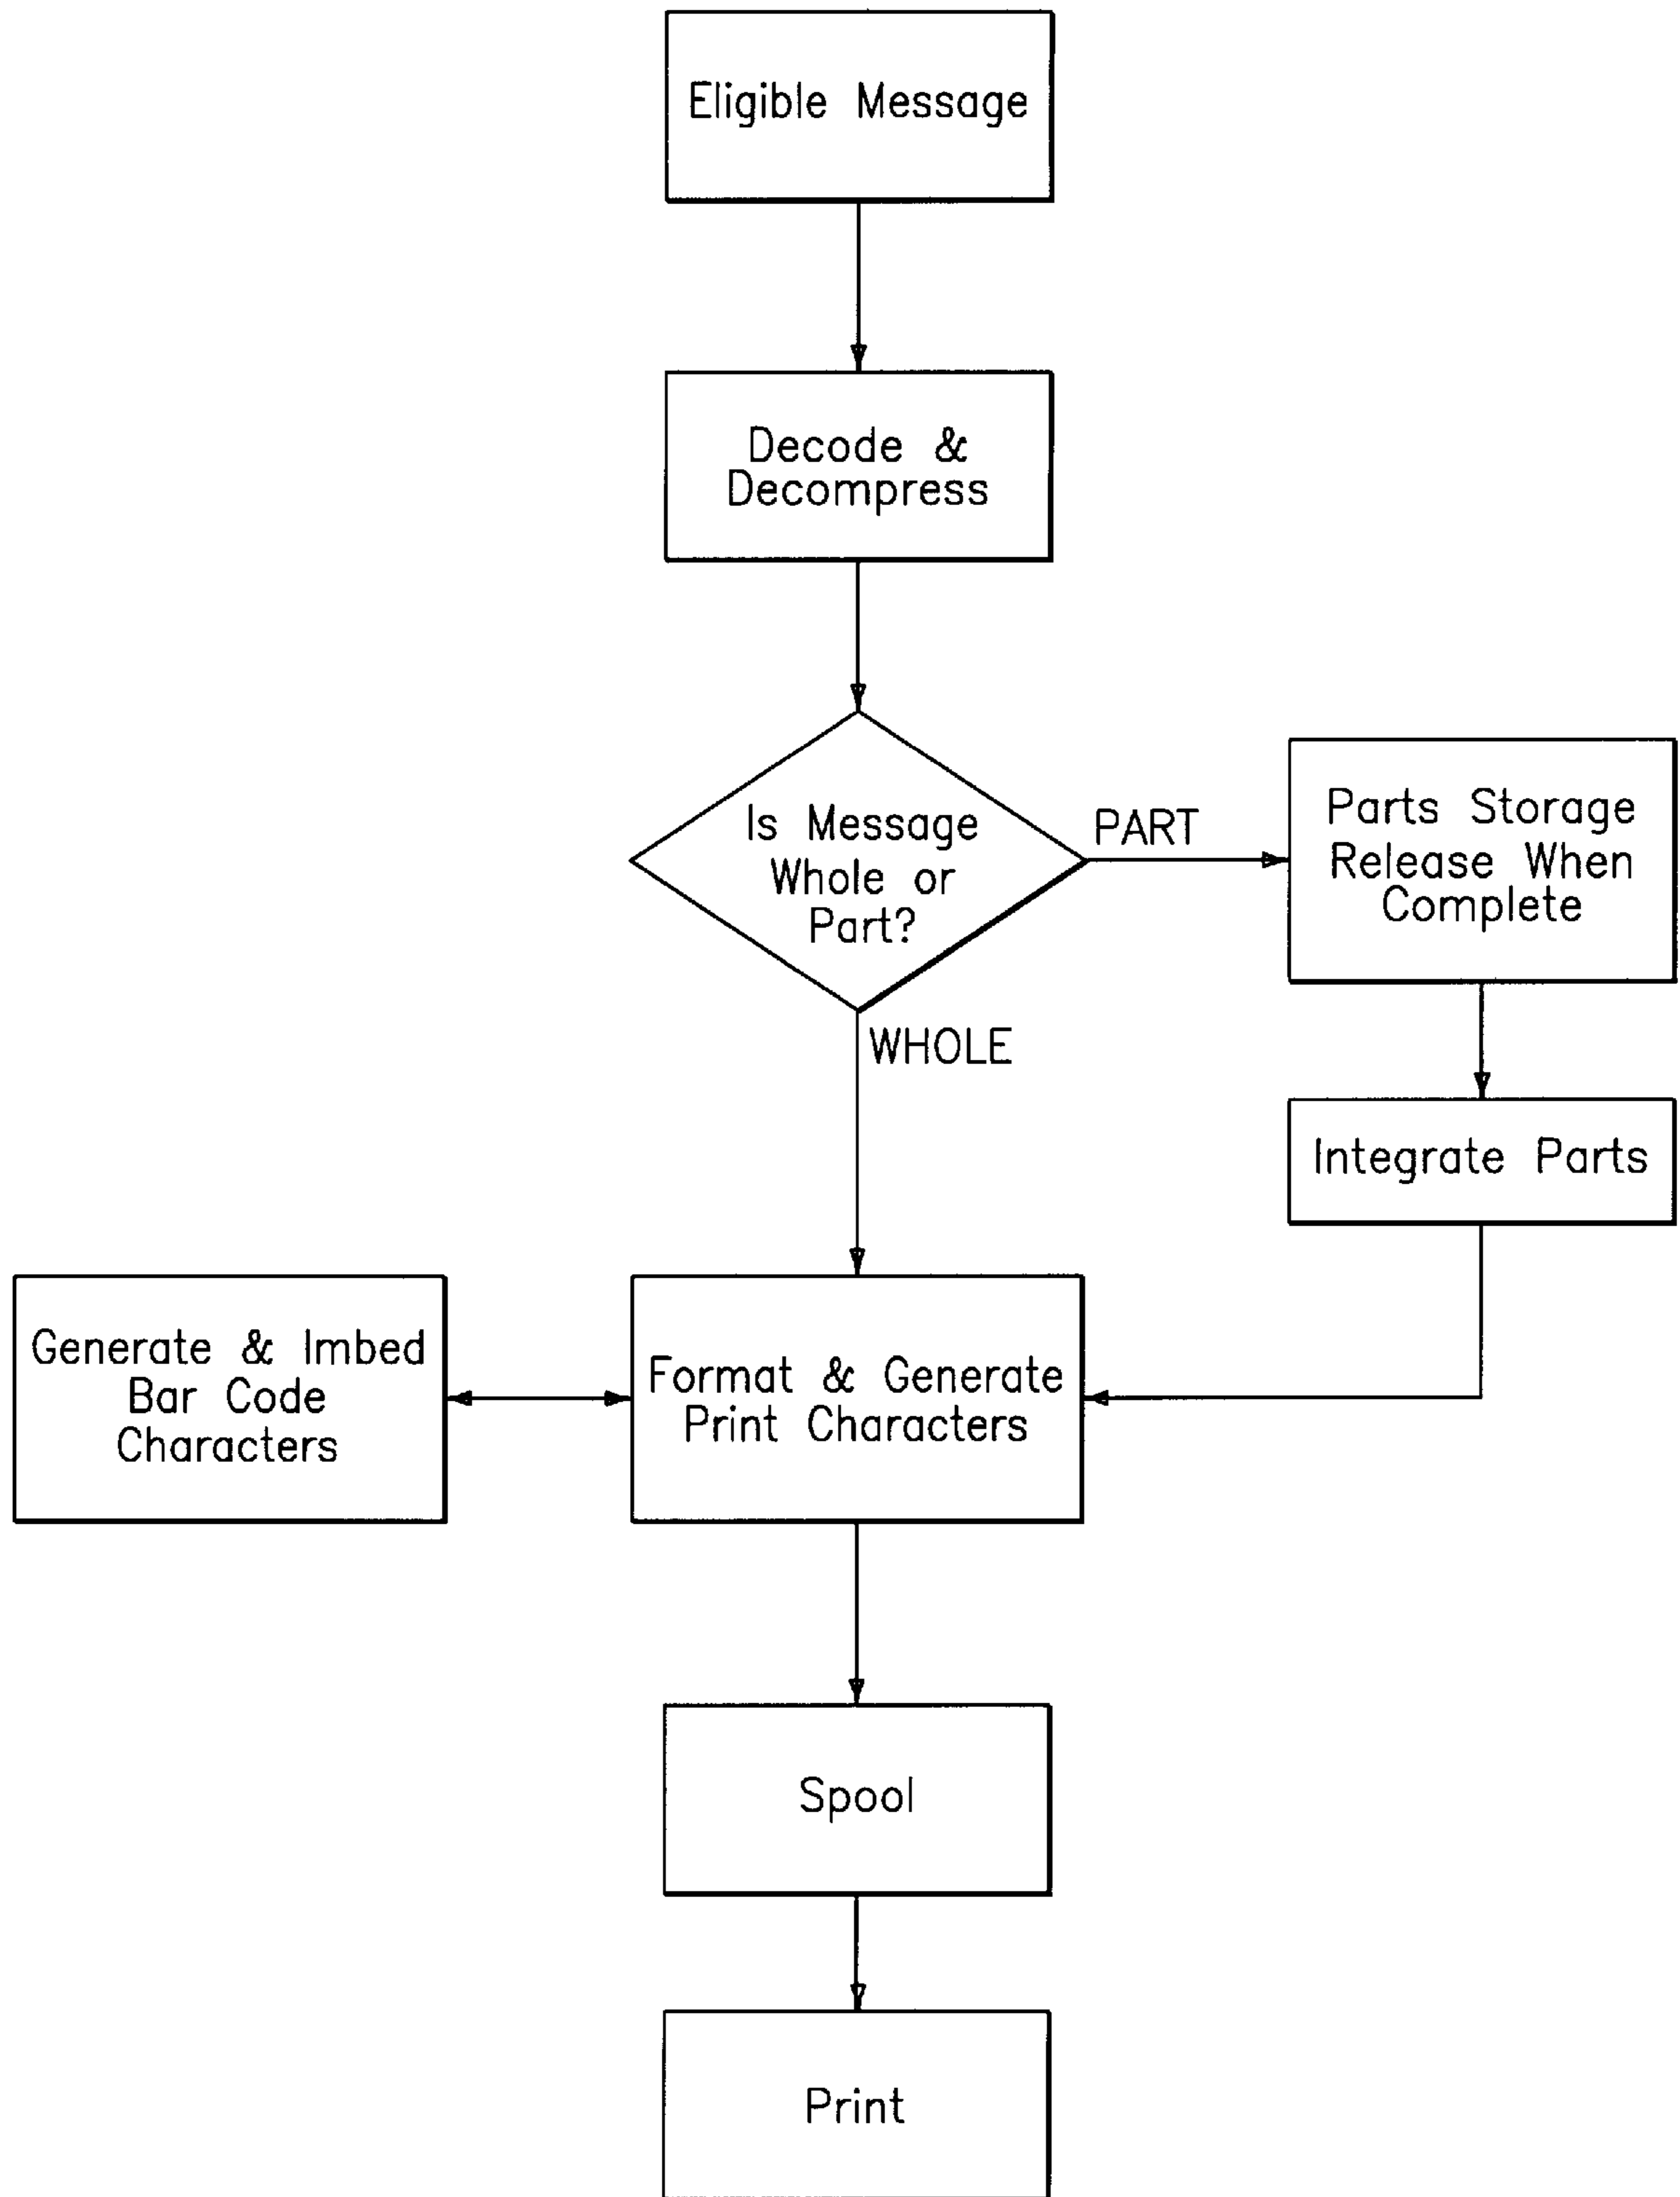 Eligible Message
Decode &
Decompress
Is Message
Whole or
Part?
PART
Parts Storage
Release When
Complete
WHOLE
Integrate Parts
Generate & Imbed
Bar Code
Characters
Format & Generate
Print Characters
Spool
Print